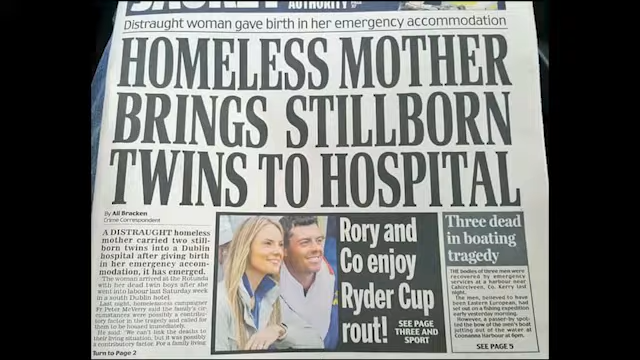 AUTHORITY
Distraught woman gave birth in her emergency accommodation
HOMELESS MOTHER
BRINGS STILLBORN
TWINS TO HOSPITAL
By Ali Bracken
Crime Correspondent
A DISTRAUGHT homeless
mother carried two still-
born twins into a Dublin
hospital after giving birth
in her emergency accom-
modation, it has emerged.
The woman arrived at the Rotunda
with her dead twin boys after she
went into labour last Saturday week
in a south Dublin hotel.
Last night, homelessness campaigner
Fr Peter McVerry said the family's cir-
cumstances were possibly a contribu-
tory factor in the tragedy and called for
them to be housed immediately.
He said: 'We can't link the deaths to
their living situation, but it was possibly
a contributory factor. For a family living
Turn to Page 2
Rory and
Co enjoy
Ryder Cup
rout!
SEE PAGE
THREE AND
SPORT
Three dead
in boating
tragedy
THE bodies of three men were
recovered by emergency
services at a harbour near
Cahirciveen, Co. Kerry last
night.
The men, believed to have
been Eastern European, had
set out on a fishing expedition
early yesterday morning.
However, a passer-by spot-
ted the bow of the men's boat
jutting out of the water at
Coonanna Harbour at 6pm.
SEE PAGE 5